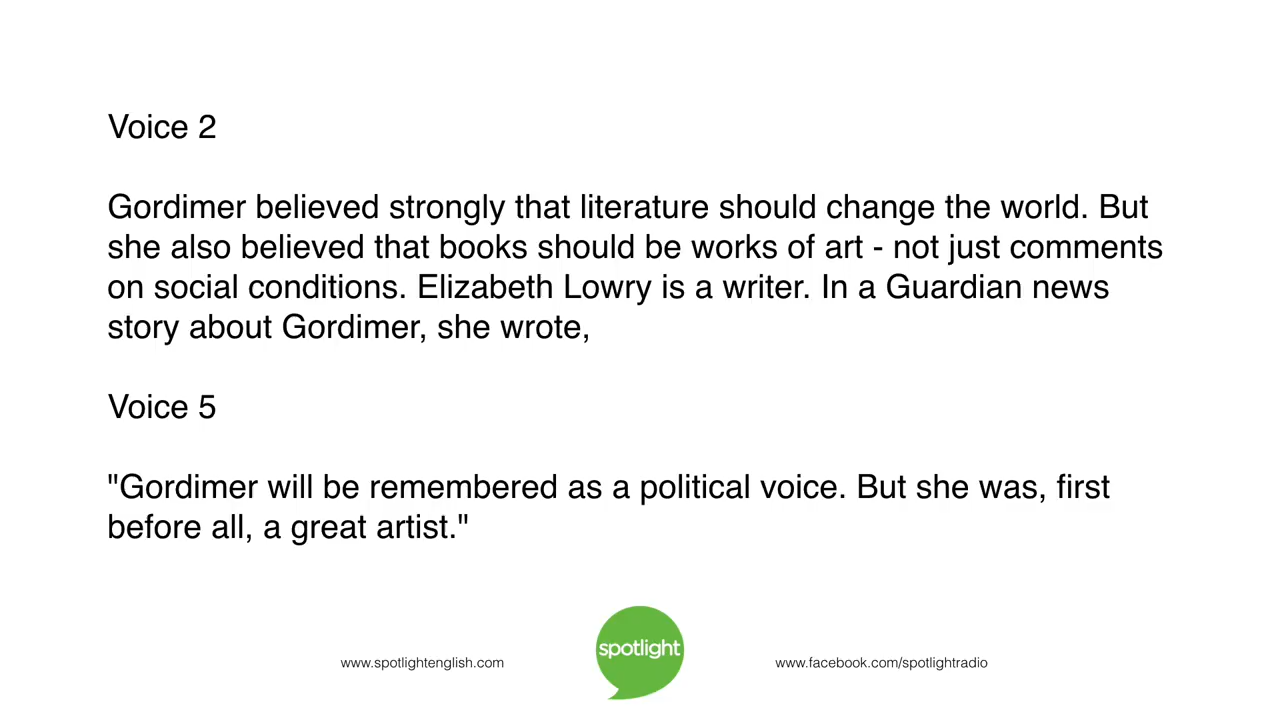 Voice 2
Gordimer believed strongly that literature should change the world. But
she also believed that books should be works of art - not just comments
on social conditions. Elizabeth Lowry is a writer. In a Guardian news
story about Gordimer, she wrote,
Voice 5
"Gordimer will be remembered as a political voice. But she was, first
before all, a great artist."
www.spotlightenglish.com
spotlight
www.facebook.com/spotlightradio